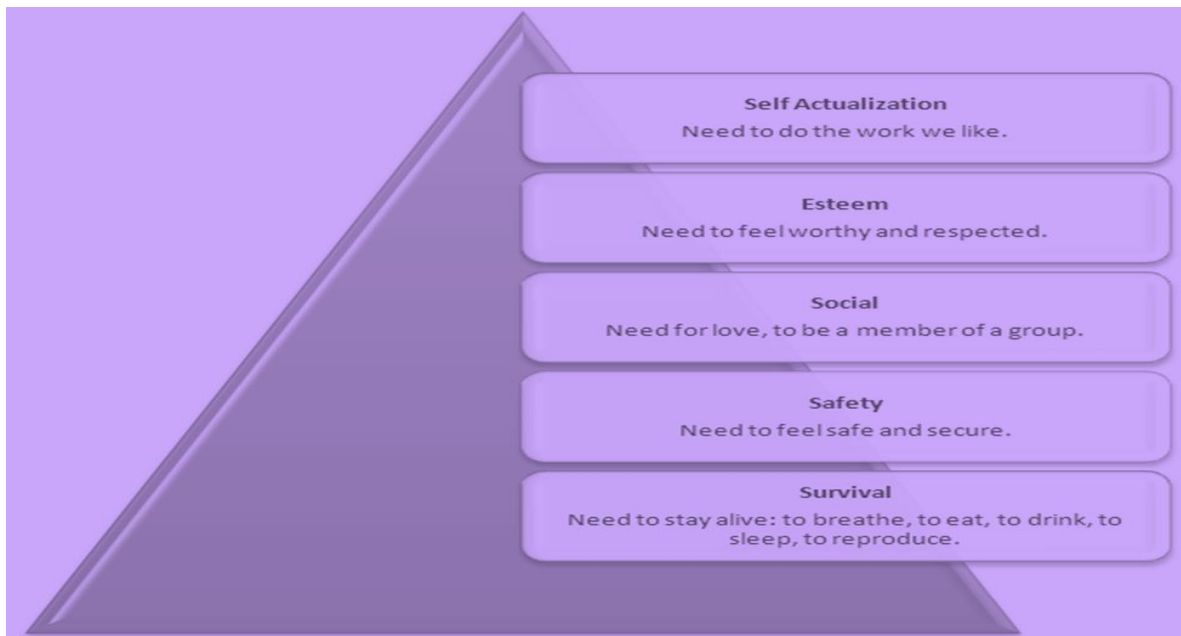 Self Actualization
Need to do the work we like.
Esteem
Need to feel worthy and respected.
Social
Need for love, to be a member of a group.
Safety
Need to feel safe and secure.
Survival
Need to stay alive: to breathe, to eat, to drink, to
sleep, to reproduce.